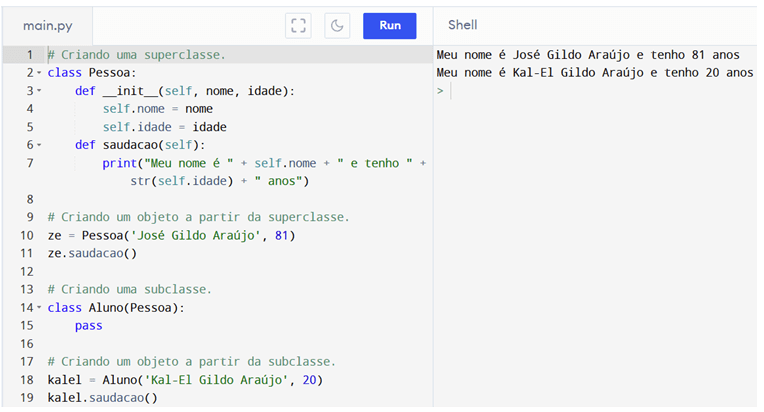 main.py
Run
Shell
1 # Criando uma superclasse.
2 class Pessoa:
3     def __init__(self, nome, idade):
4         self.nome = nome
5         self.idade = idade
6     def saudacao(self):
7         print("Meu nome é " + self.nome + " e tenho " +
            str(self.idade) + " anos")
8
9 # Criando um objeto a partir da superclasse.
10 ze = Pessoa('José Gildo Araújo', 81)
11 ze.saudacao()
12
13 # Criando uma subclasse.
14 class Aluno(Pessoa):
15     pass
16
17 # Criando um objeto a partir da subclasse.
18 kalel = Aluno('Kal-El Gildo Araújo', 20)
19 kalel.saudacao()
Meu nome é José Gildo Araújo e tenho 81 anos
Meu nome é Kal-El Gildo Araújo e tenho 20 anos
>